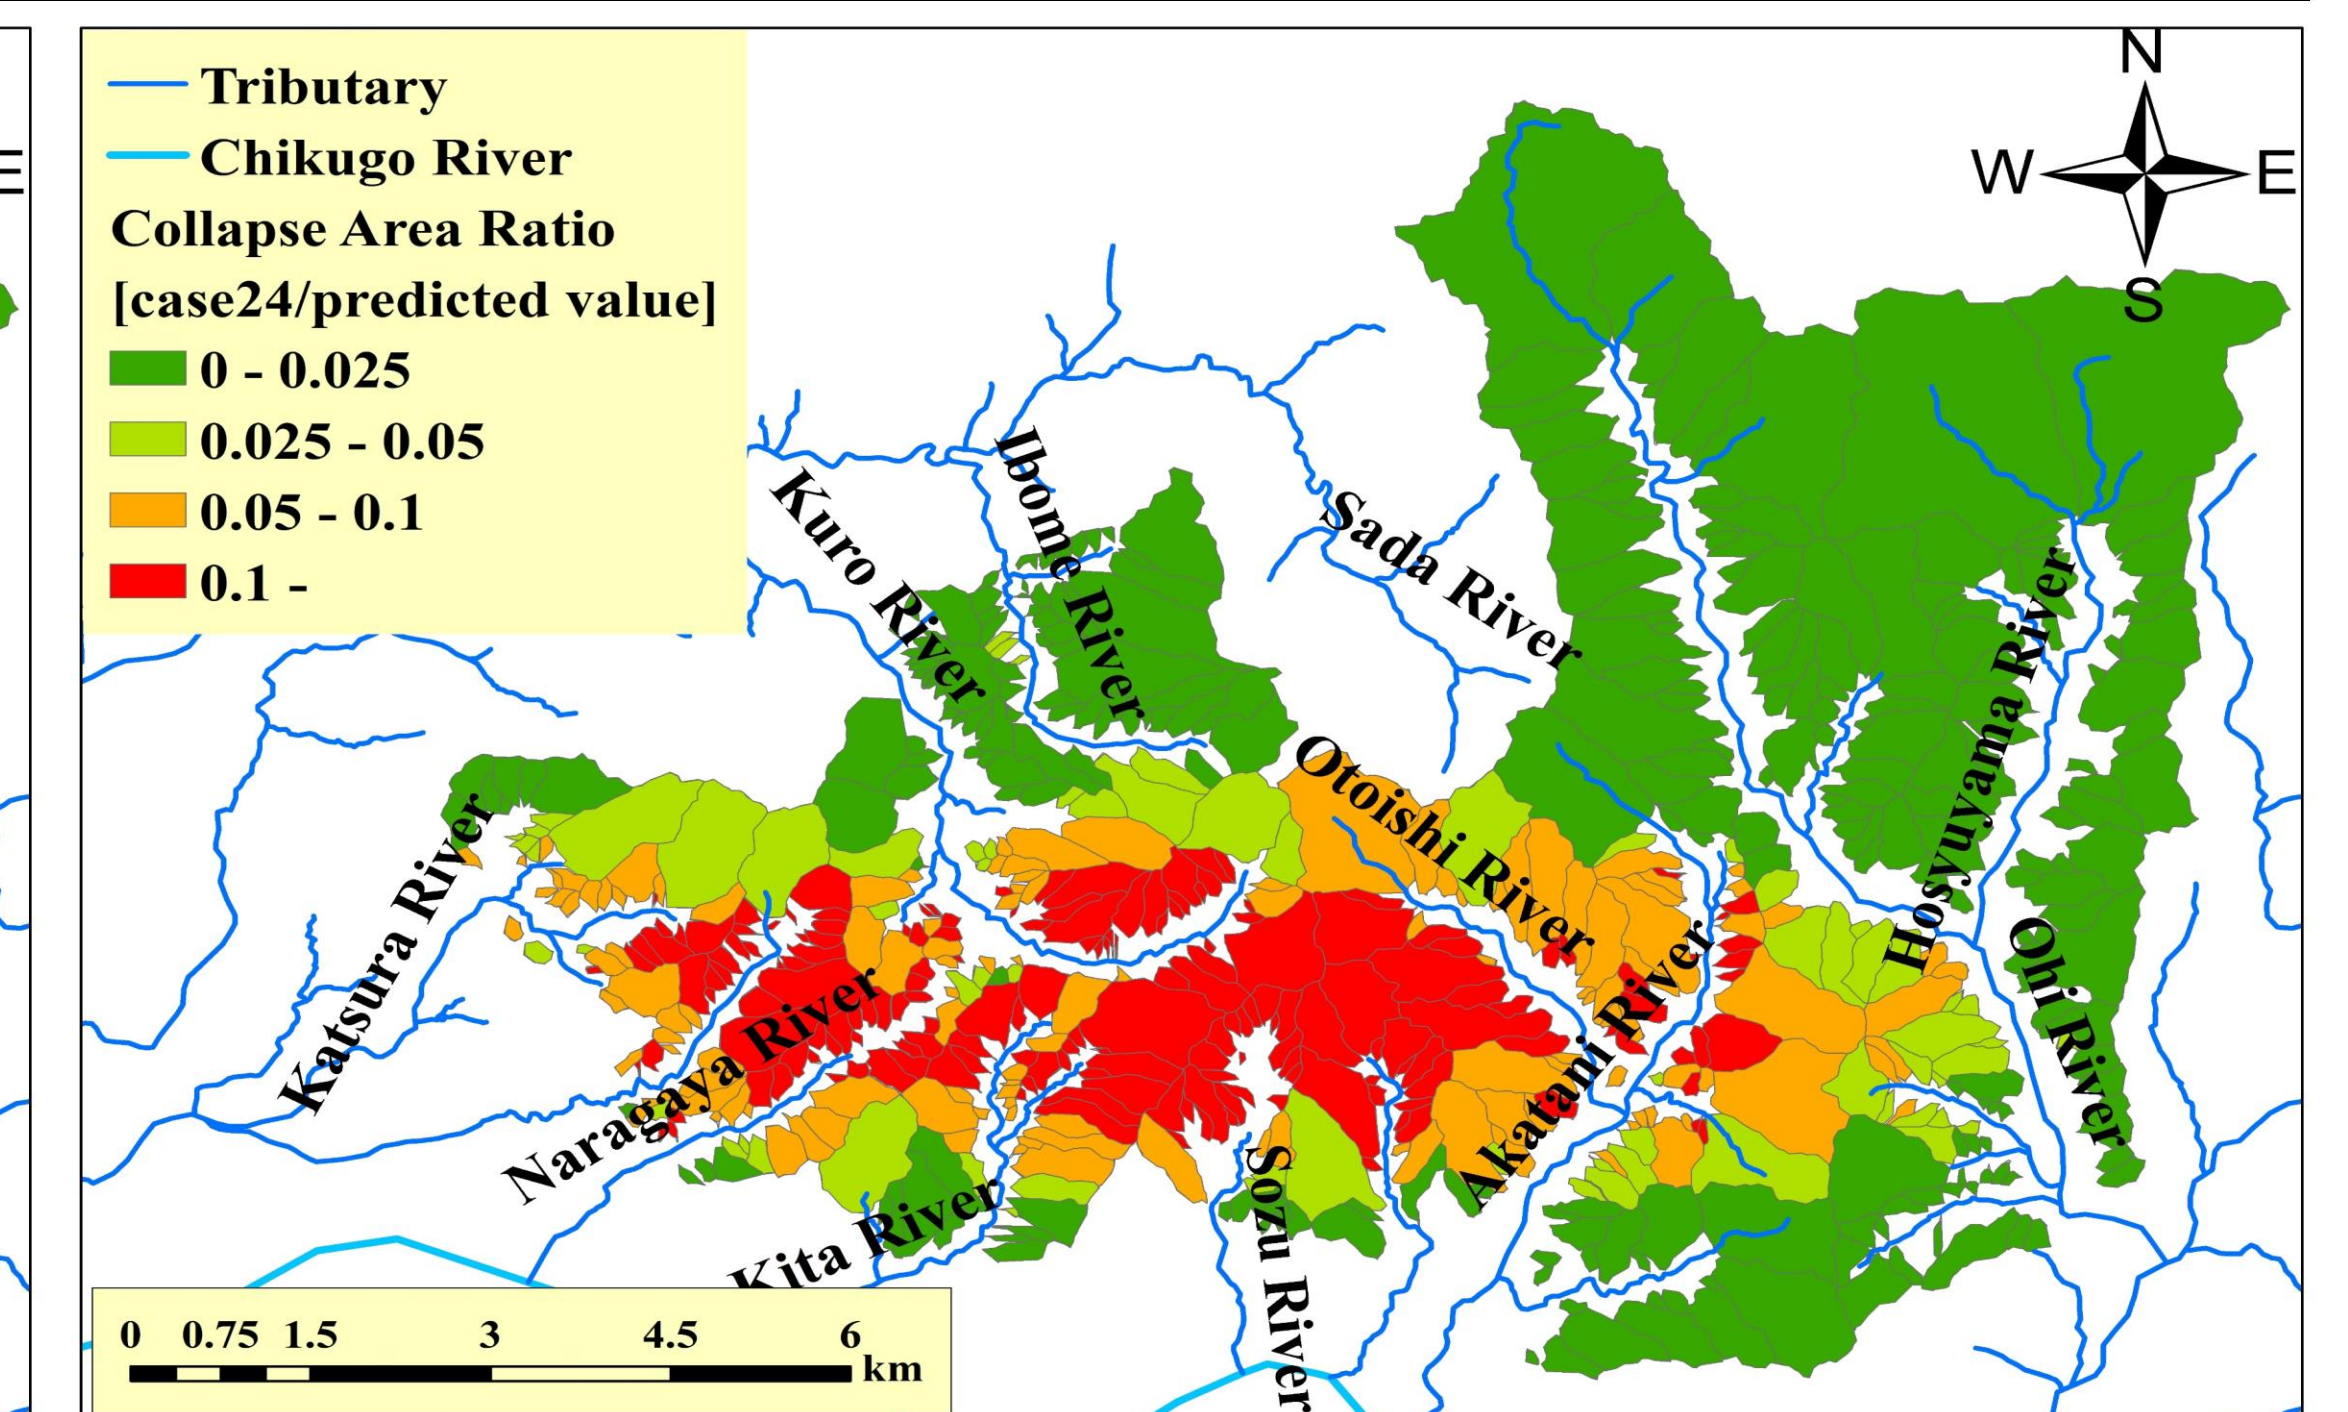 N
W E
S
E
Tributary
Chikugo River
Collapse Area Ratio
[case24/predicted value]
0 - 0.025
0.025 - 0.05
0.05 - 0.1
0.1 -
Kuro River
Ibome River
Sada River
Otoishi River
Hosyuyama River
Ohi River
Katsura River
Naragaya River
Kita River
Sozu River
Akatani River
0 0.75 1.5 3 4.5 6
km